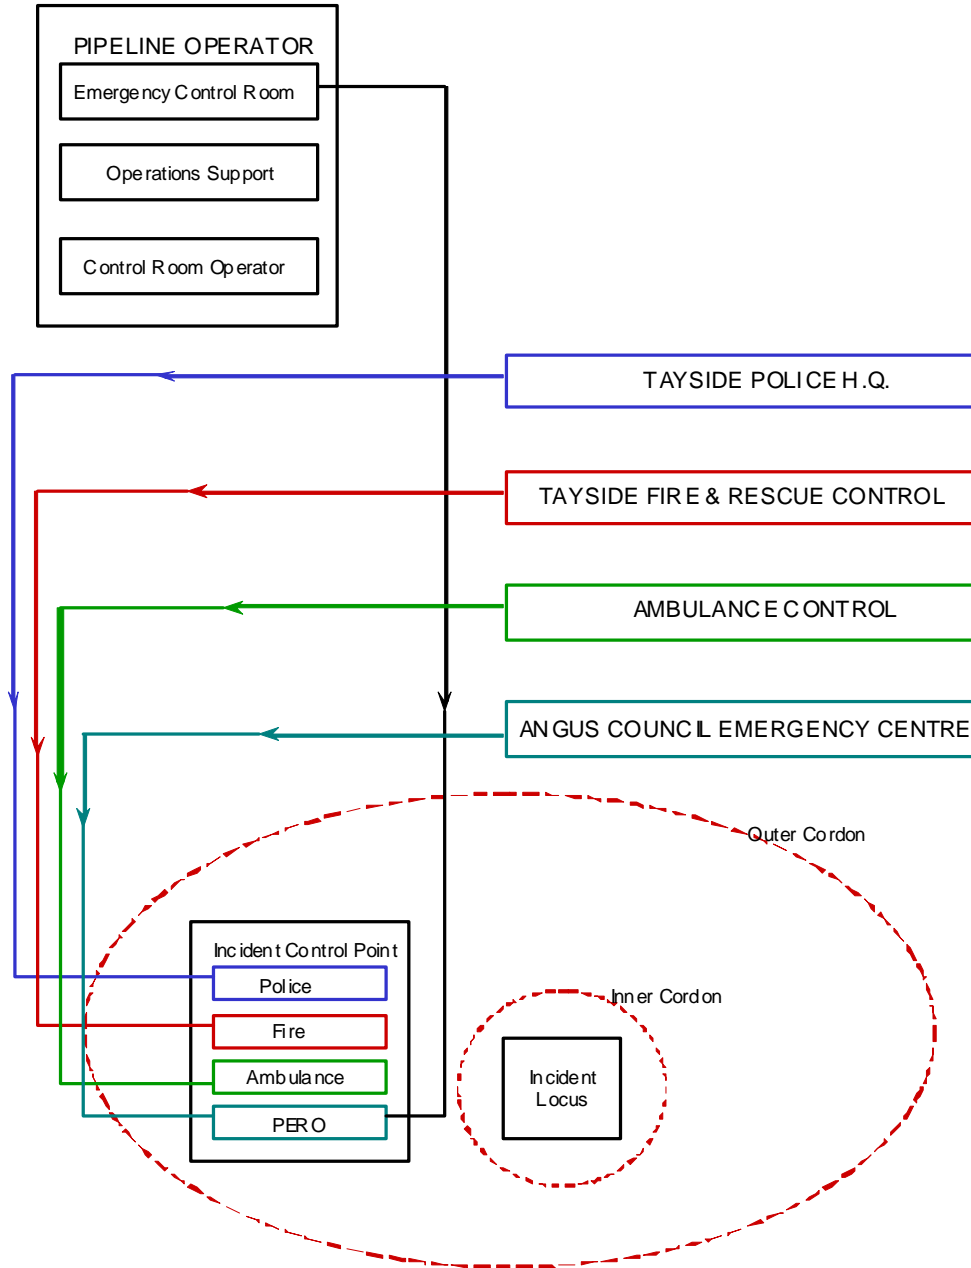 PIPELINE OPERATOR
Emergency Control Room
Operations Support
Control Room Operator
TAYSIDE POLICE H.Q.
TAYSIDE FIRE & RESCUE CONTROL
AMBULANCE CONTROL
ANGUS COUNCIL EMERGENCY CENTRE
Outer Cordon
Incident Control Point
Police
Fire
Ambulance
PERO
Inner Cordon
Incident
Locus